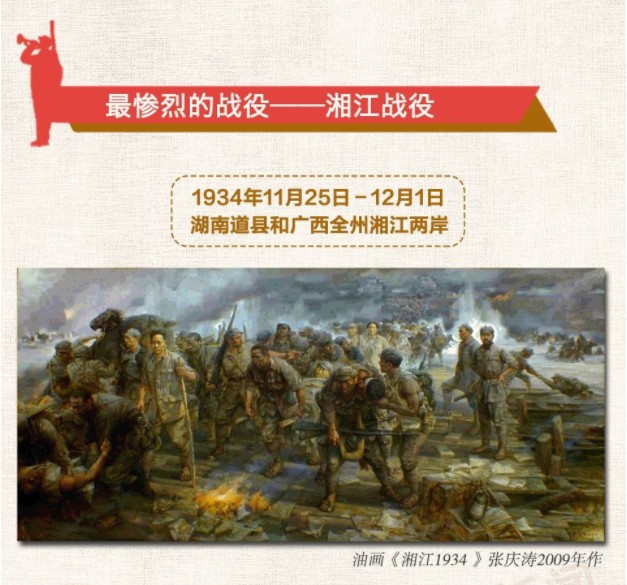 最惨烈的战役——湘江战役
1934年11月25日-12月1日
湖南道县和广西全州湘江两岸
油画《湘江1934 》张庆涛2009年作